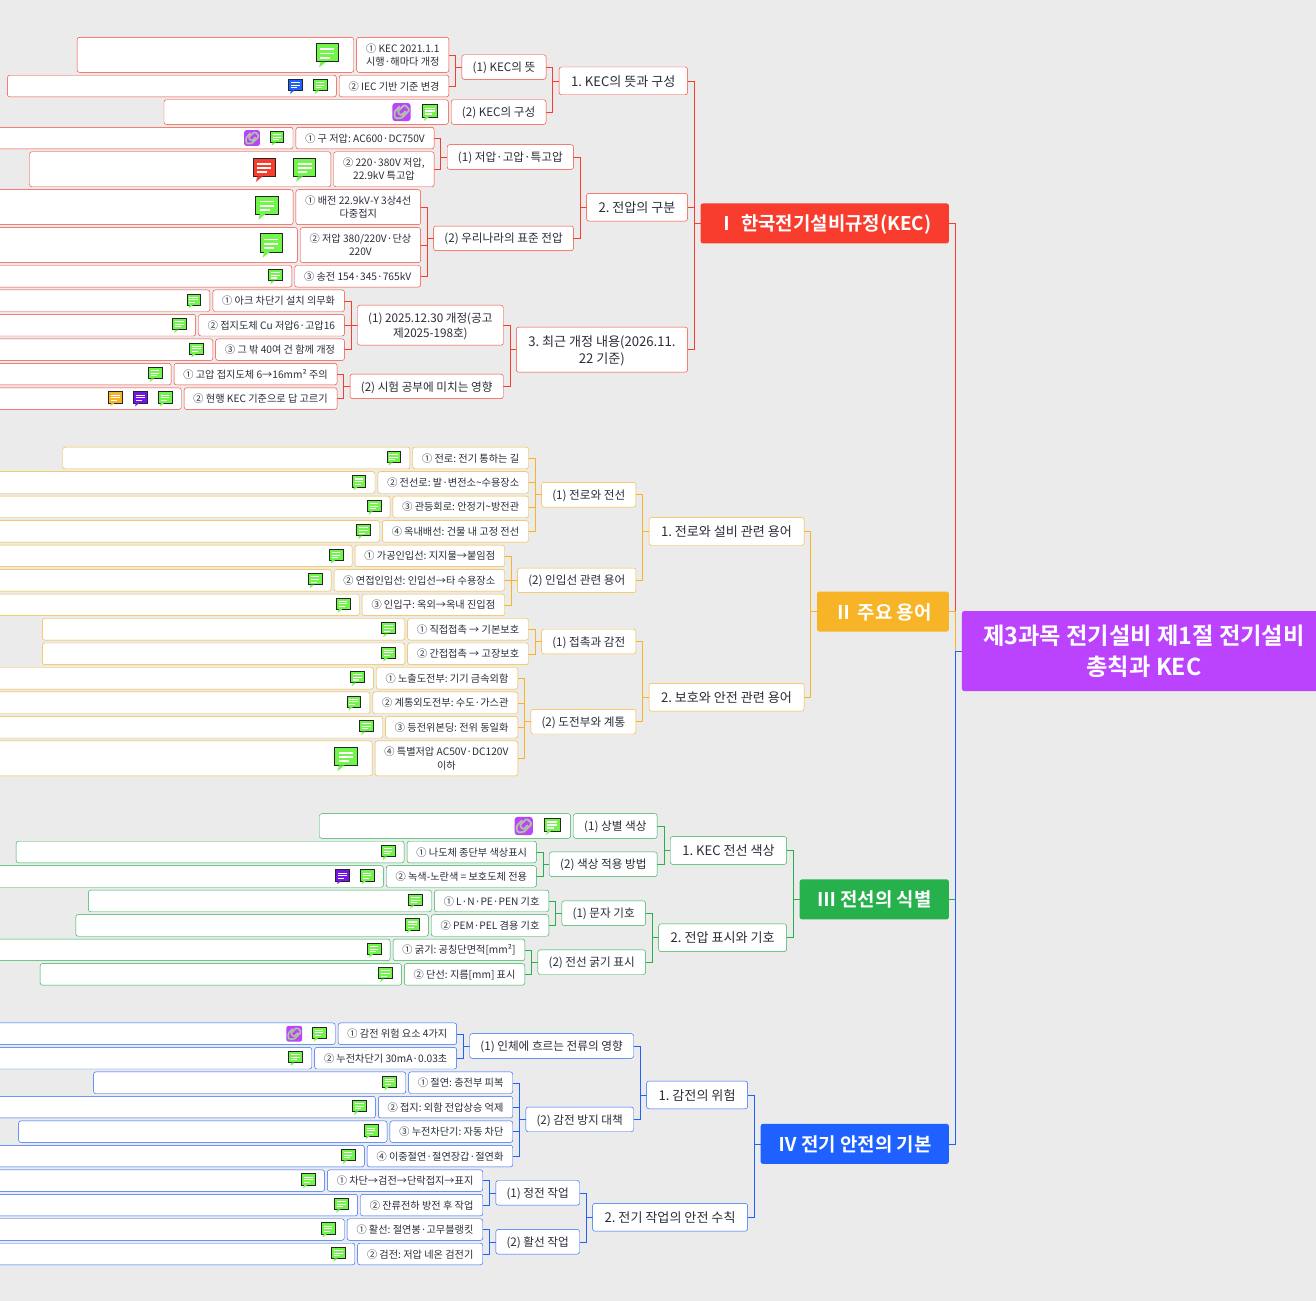 제3과목 전기설비 제1절 전기설비
총칙과 KEC
Ⅰ 한국전기설비규정(KEC)
1. KEC의 뜻과 구성
(1) KEC의 뜻
① KEC 2021.1.1
시행·해마다 개정
② IEC 기반 기준 변경
(2) KEC의 구성
2. 전압의 구분
(1) 저압·고압·특고압
① 구 저압: AC600·DC750V
② 220·380V 저압,
22.9kV 특고압
(2) 우리나라의 표준 전압
① 배전 22.9kV-Y 3상4선
다중접지
② 저압 380/220V·단상
220V
③ 송전 154·345·765kV
3. 최근 개정 내용(2026.11.
22 기준)
(1) 2025.12.30 개정(공고
제2025-198호)
① 아크 차단기 설치 의무화
② 접지도체 Cu 저압6·고압16
③ 그 밖 40여 건 함께 개정
(2) 시험 공부에 미치는 영향
① 고압 접지도체 6→16mm² 주의
② 현행 KEC 기준으로 답 고르기
Ⅱ 주요 용어
1. 전로와 설비 관련 용어
(1) 전로와 전선
① 전로: 전기 통하는 길
② 전선로: 발·변전소~수용장소
③ 관등회로: 안정기~방전관
④ 옥내배선: 건물 내 고정 전선
(2) 인입선 관련 용어
① 가공인입선: 지지물→붙임점
② 연접인입선: 인입선→타 수용장소
③ 인입구: 옥외→옥내 진입점
2. 보호와 안전 관련 용어
(1) 접촉과 감전
① 직접접촉 → 기본보호
② 간접접촉 → 고장보호
(2) 도전부와 계통
① 노출도전부: 기기 금속외함
② 계통외도전부: 수도·가스관
③ 등전위본딩: 전위 동일화
④ 특별저압 AC50V·DC120V
이하
Ⅲ 전선의 식별
1. KEC 전선 색상
(1) 상별 색상
(2) 색상 적용 방법
① 나도체 종단부 색상표시
② 녹색-노란색 = 보호도체 전용
2. 전압 표시와 기호
(1) 문자 기호
① L·N·PE·PEN 기호
② PEM·PEL 겸용 기호
(2) 전선 굵기 표시
① 굵기: 공칭단면적[mm²]
② 단선: 지름[mm] 표시
Ⅳ 전기 안전의 기본
1. 감전의 위험
(1) 인체에 흐르는 전류의 영향
① 감전 위험 요소 4가지
② 누전차단기 30mA·0.03초
(2) 감전 방지 대책
① 절연: 충전부 피복
② 접지: 외함 전압상승 억제
③ 누전차단기: 자동 차단
④ 이중절연·절연장갑·절연화
2. 전기 작업의 안전 수칙
(1) 정전 작업
① 차단→검전→단락접지→표지
② 잔류전하 방전 후 작업
(2) 활선 작업
① 활선: 절연봉·고무블랭킷
② 검전: 저압 네온 검전기